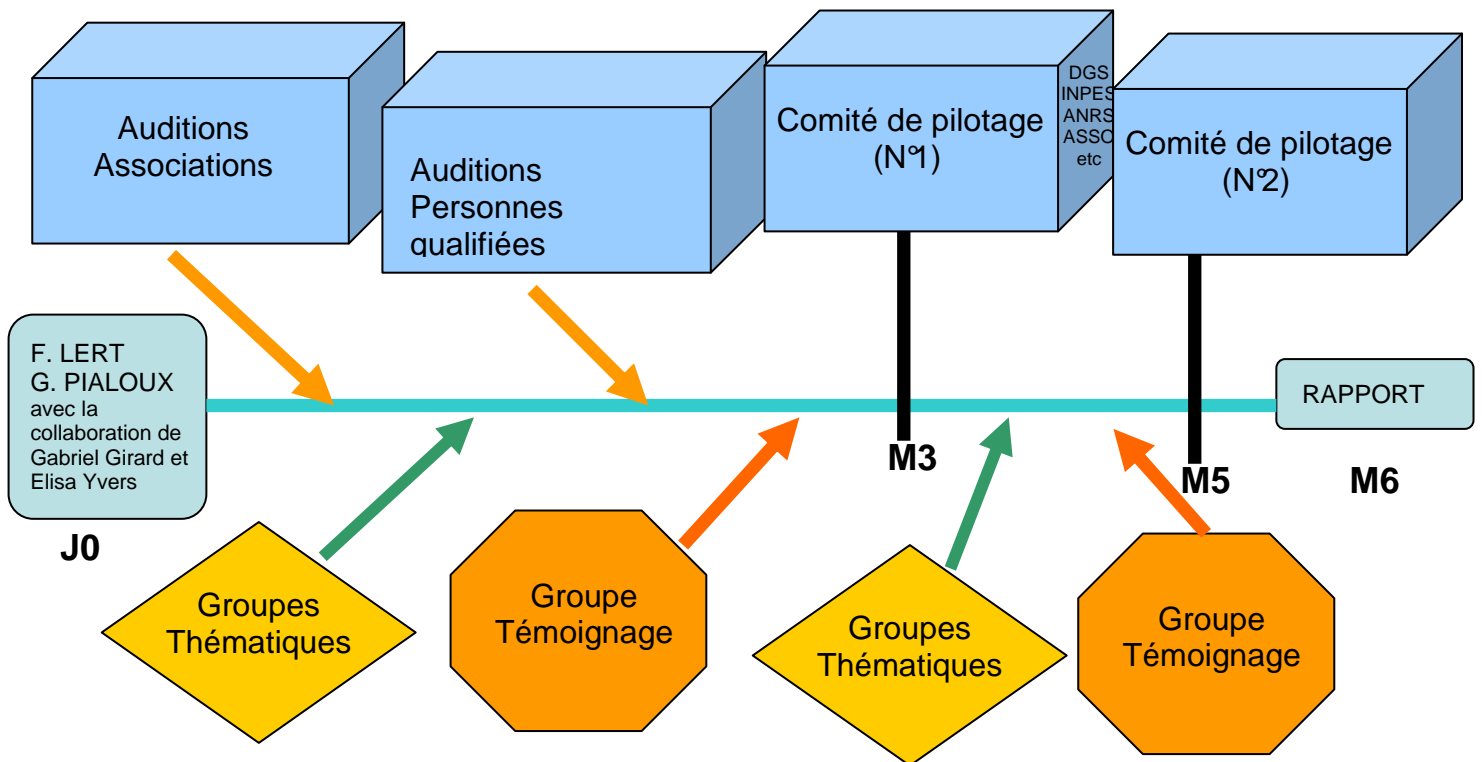 Auditions
Associations
Auditions
Personnes
qualifiées
Comité de pilotage
(N°1)
DGS
INPES
ANRS
ASSO
etc
Comité de pilotage
(N°2)
F. LERT
G. PIALOUX
avec la
collaboration de
Gabriel Girard et
Elisa Yvers
J0
RAPPORT
M3
M5
M6
Groupes
Thématiques
Groupe
Témoignage
Groupes
Thématiques
Groupe
Témoignage